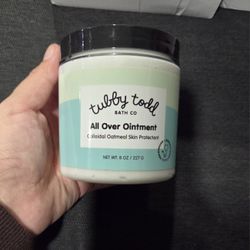 tubby todd
BATH CO
All Over Ointment
Colloidal Oatmeal Skin Protectant
NET WT. 8 OZ / 227 G